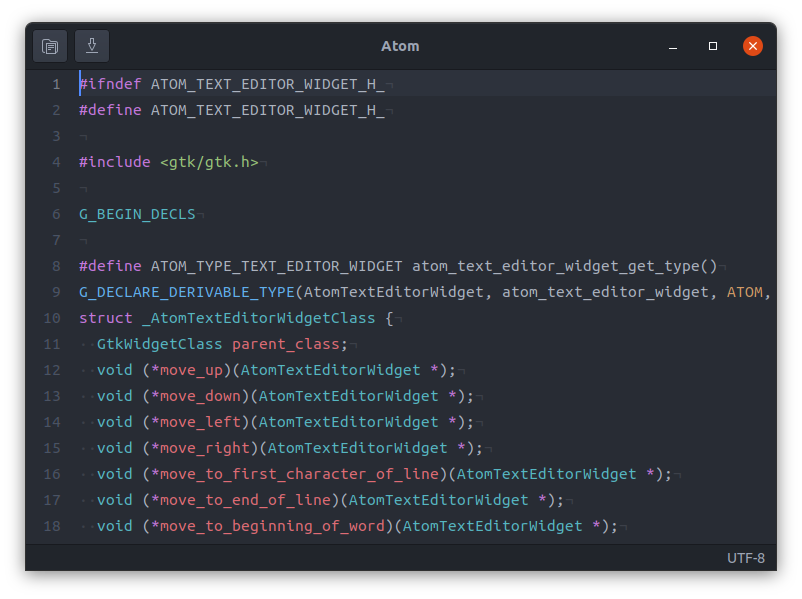 Atom
1 #ifndef ATOM_TEXT_EDITOR_WIDGET_H_¬
2 #define ATOM_TEXT_EDITOR_WIDGET_H_¬
3 ¬
4 #include <gtk/gtk.h>¬
5 ¬
6 G_BEGIN_DECLS¬
7 ¬
8 #define ATOM_TYPE_TEXT_EDITOR_WIDGET atom_text_editor_widget_get_type()¬
9 G_DECLARE_DERIVABLE_TYPE(AtomTextEditorWidget, atom_text_editor_widget, ATOM,
10 struct _AtomTextEditorWidgetClass {¬
11 ··GtkWidgetClass parent_class;¬
12 ··void (*move_up)(AtomTextEditorWidget *);¬
13 ··void (*move_down)(AtomTextEditorWidget *);¬
14 ··void (*move_left)(AtomTextEditorWidget *);¬
15 ··void (*move_right)(AtomTextEditorWidget *);¬
16 ··void (*move_to_first_character_of_line)(AtomTextEditorWidget *);¬
17 ··void (*move_to_end_of_line)(AtomTextEditorWidget *);¬
18 ··void (*move_to_beginning_of_word)(AtomTextEditorWidget *);¬
UTF-8